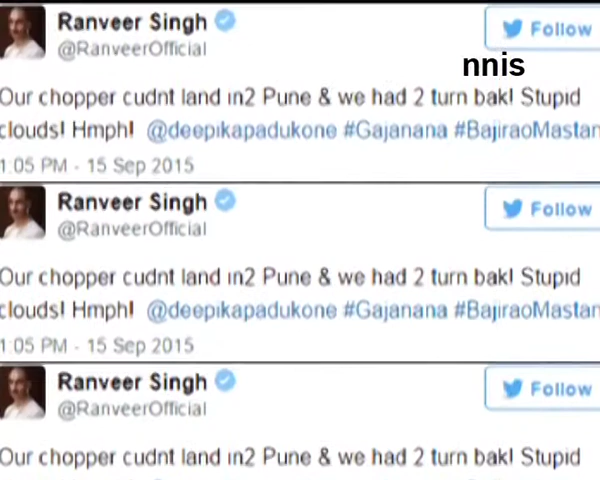 Ranveer Singh
Follow
@RanveerOfficial
nnis
Our chopper cudnt land in2 Pune & we had 2 turn bak! Stupid
clouds! Hmph! @deepikapadukone #Gajanana #BajiraoMastan
1:05 PM - 15 Sep 2015
Ranveer Singh
Follow
@RanveerOfficial
Our chopper cudnt land in2 Pune & we had 2 turn bak! Stupid
clouds! Hmph! @deepikapadukone #Gajanana #BajiraoMastan
1:05 PM - 15 Sep 2015
Ranveer Singh
Follow
@RanveerOfficial
Our chopper cudnt land in2 Pune & we had 2 turn bak! Stupid